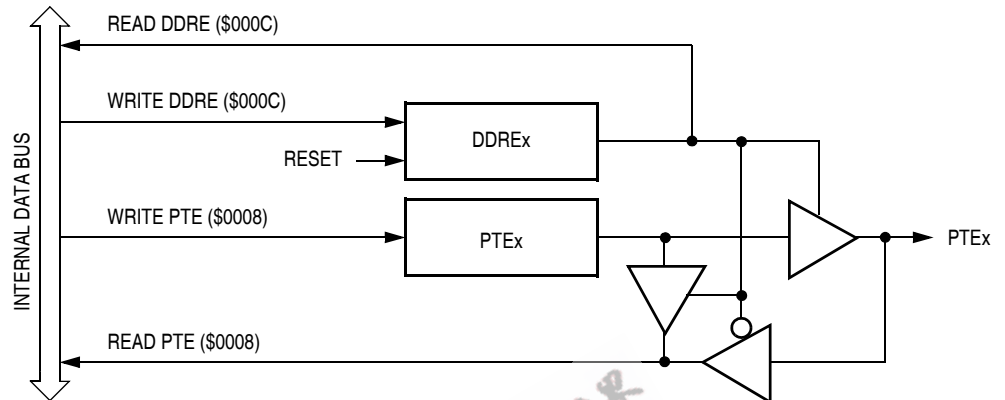 READ DDRE ($000C)
WRITE DDRE ($000C)
DDREx
RESET
WRITE PTE ($0008)
PTEx
PTEx
READ PTE ($0008)
INTERNAL DATA BUS